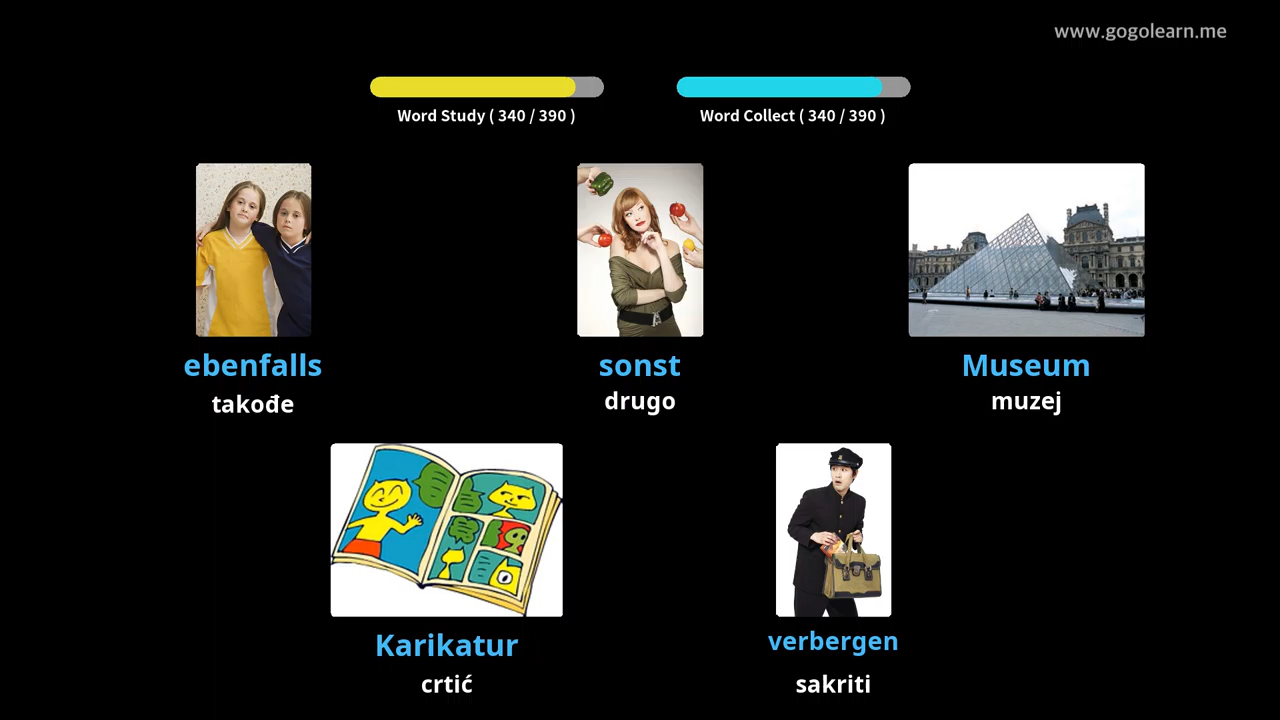 www.gogolearn.me
Word Study ( 340 / 390 )
Word Collect ( 340 / 390 )
ebenfalls
takođe
sonst
drugo
Museum
muzej
Karikatur
crtić
verbergen
sakriti